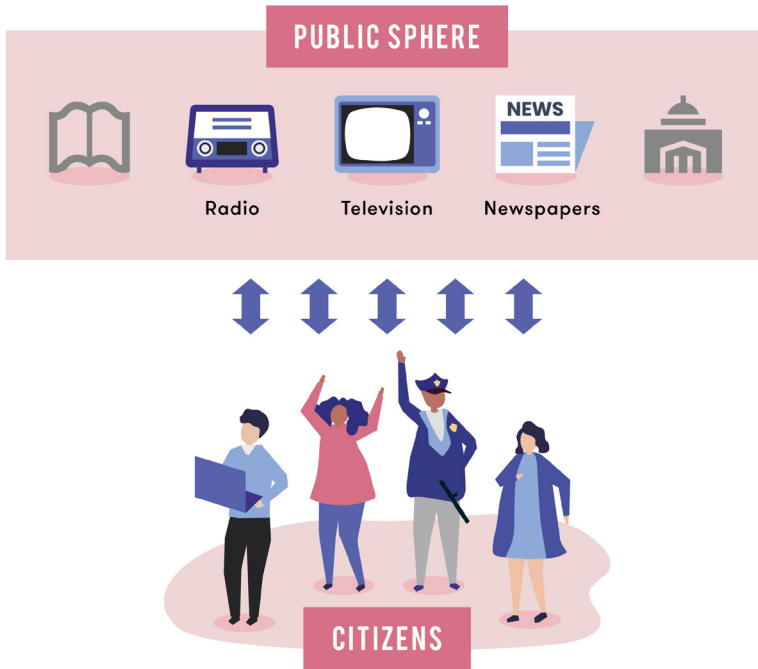 PUBLIC SPHERE
NEWS
Radio
Television
Newspapers
CITIZENS